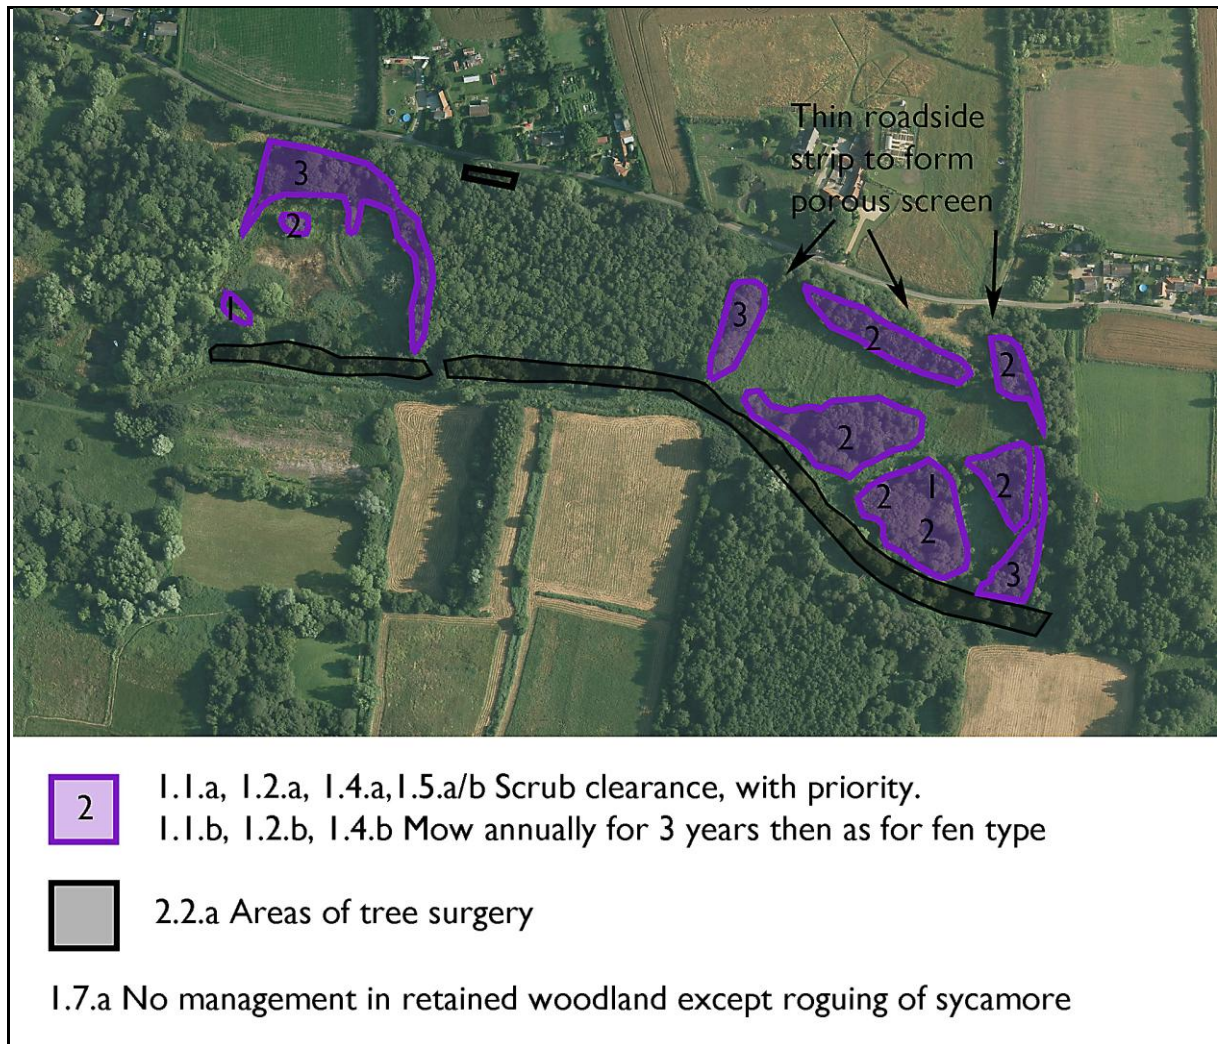 Thin roadside
strip to form
porous screen
3
2
1
3
2
2
2
2
1
2
2
3
2
1.1.a, 1.2.a, 1.4.a,1.5.a/b Scrub clearance, with priority.
1.1.b, 1.2.b, 1.4.b Mow annually for 3 years then as for fen type
2.2.a Areas of tree surgery
1.7.a No management in retained woodland except roguing of sycamore